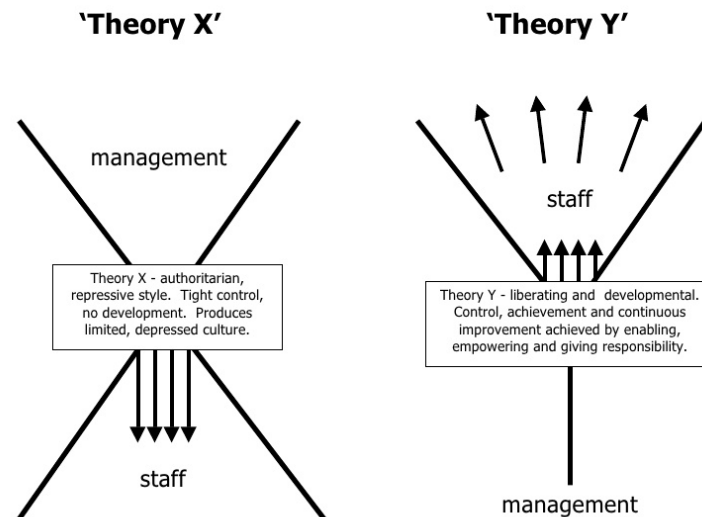 ‘Theory X’
management
Theory X - authoritarian,
repressive style. Tight control,
no development. Produces
limited, depressed culture.
staff
‘Theory Y’
staff
Theory Y - liberating and developmental.
Control, achievement and continuous
improvement achieved by enabling,
empowering and giving responsibility.
management